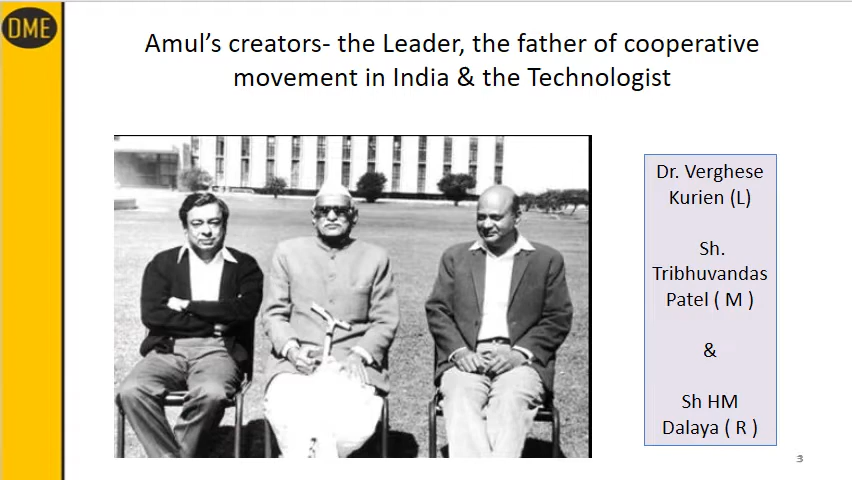 DME
Amul’s creators- the Leader, the father of cooperative
movement in India & the Technologist
Dr. Verghese
Kurien (L)
Sh.
Tribhuvandas
Patel ( M )
&
Sh HM
Dalaya ( R )
3